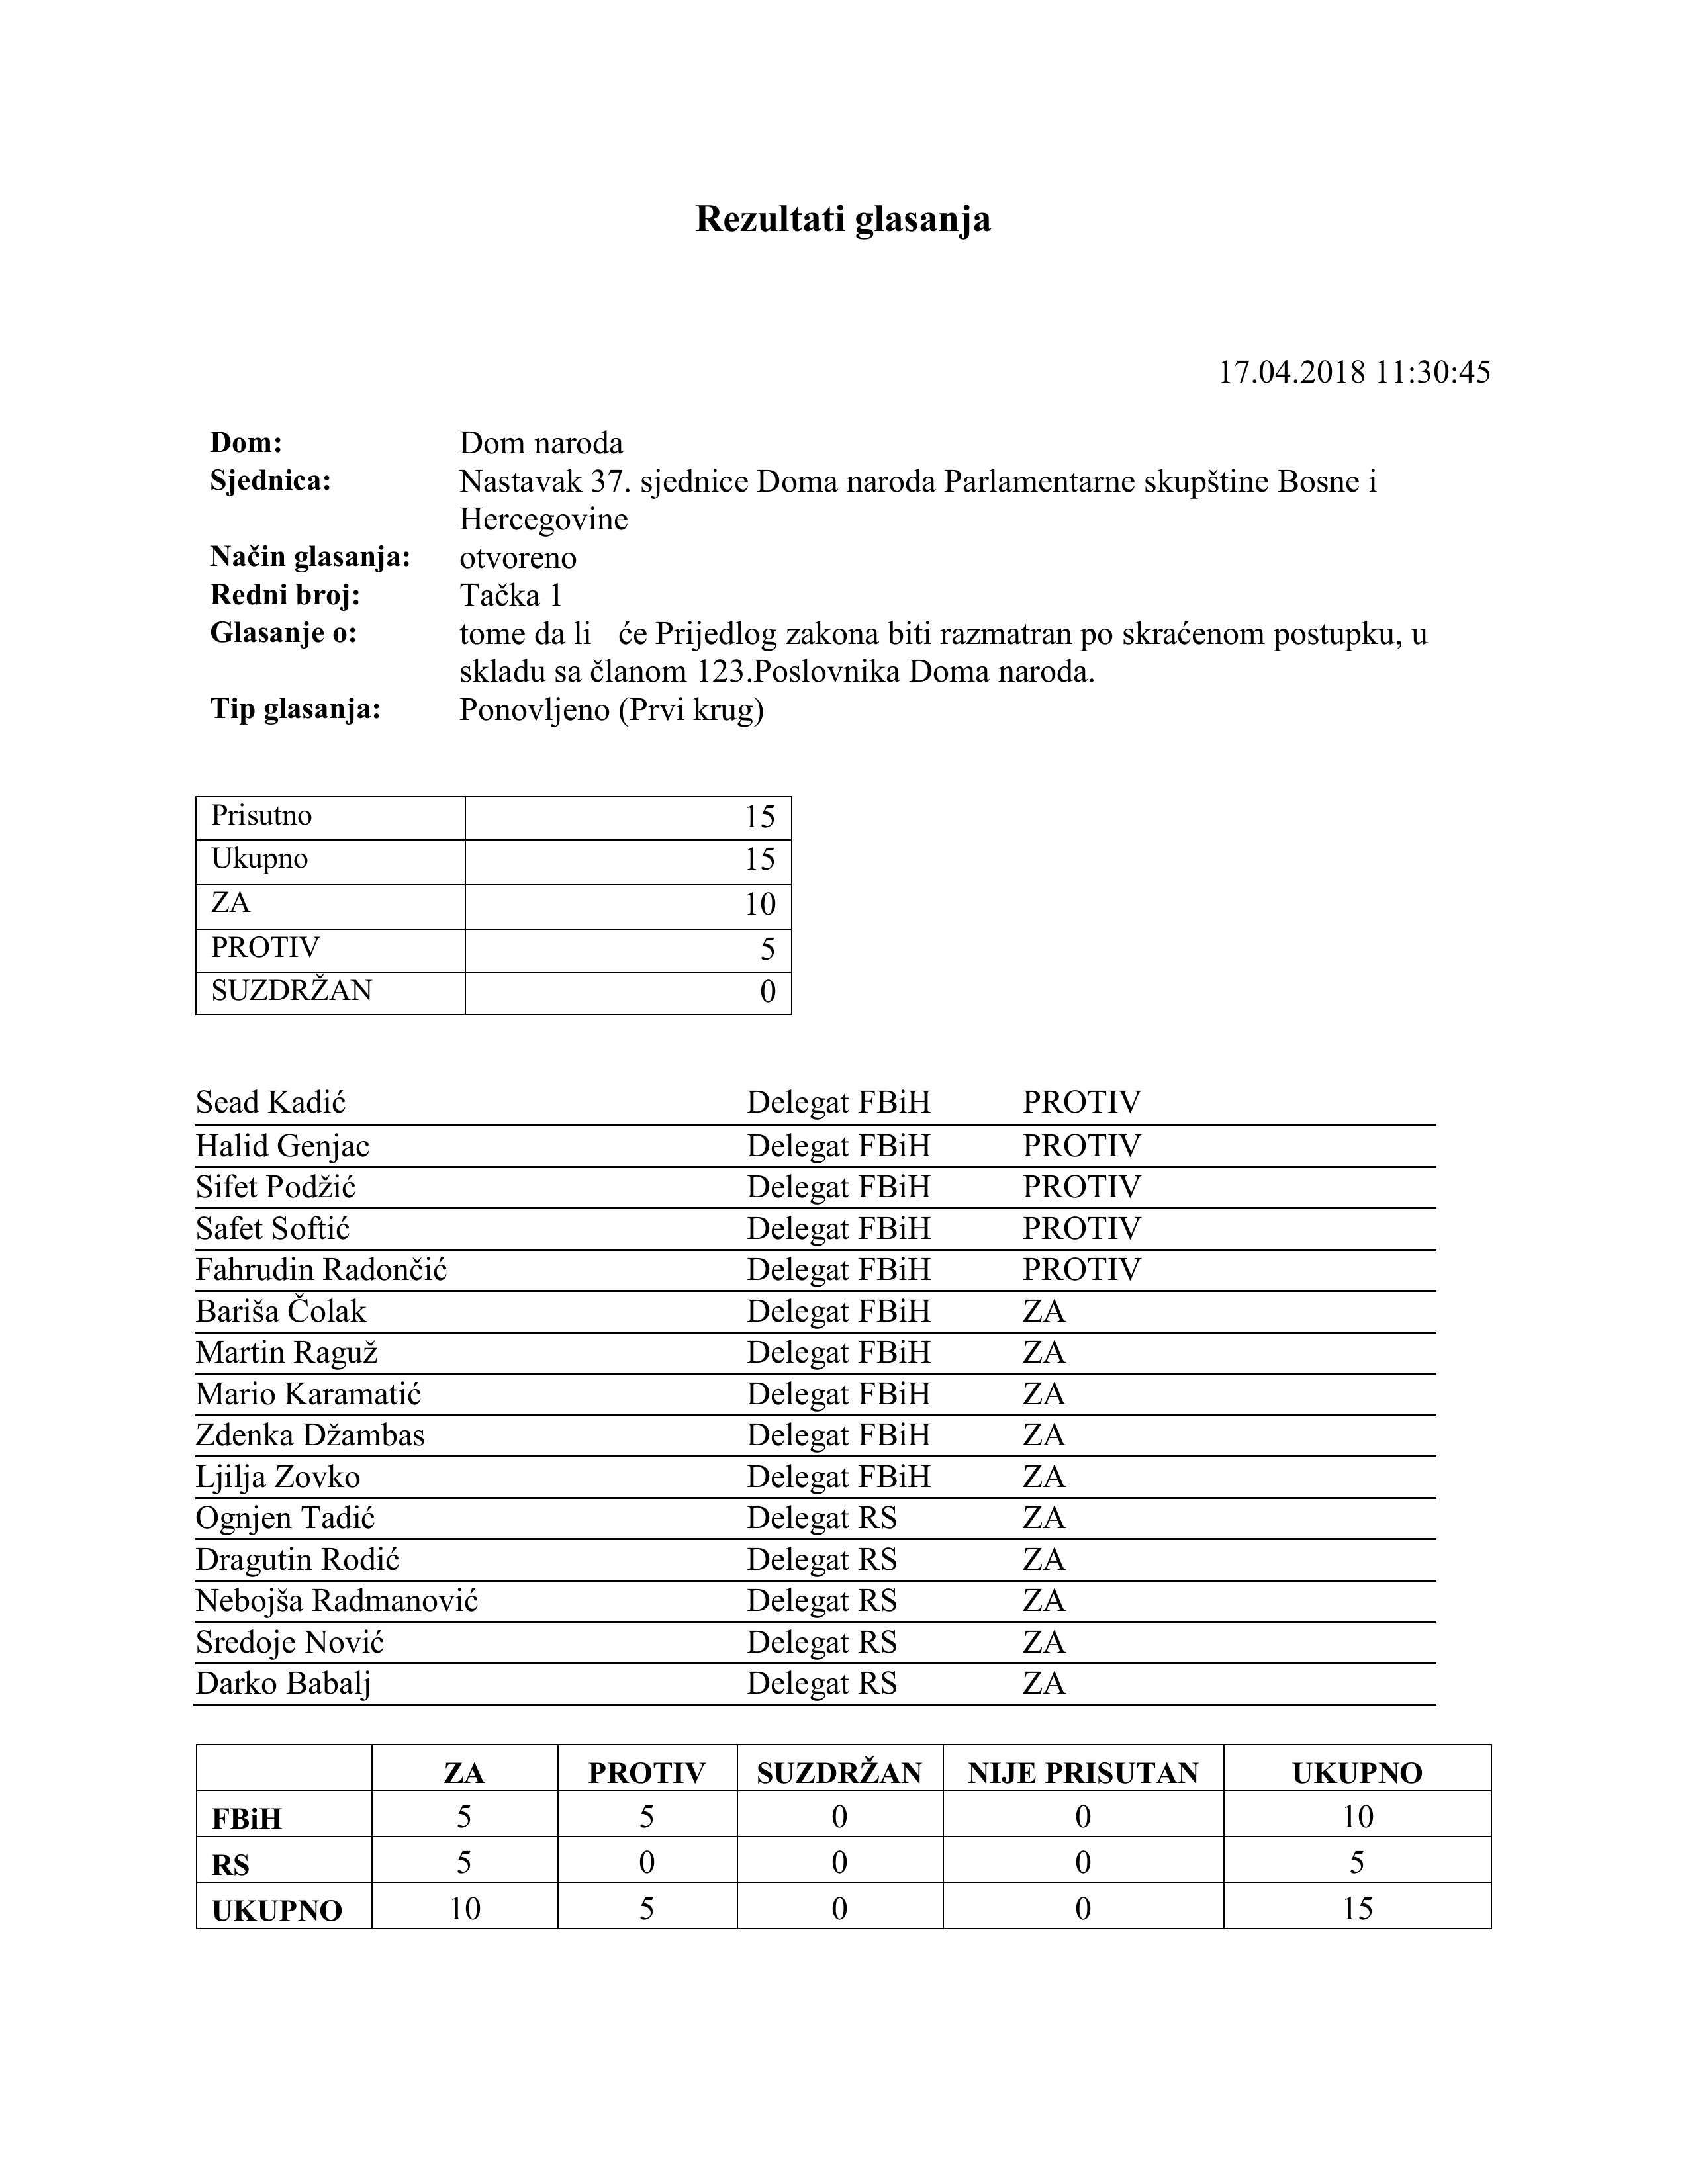 Rezultati glasanja
17.04.2018 11:30:45
Dom: Dom naroda
Sjednica: Nastavak 37. sjednice Doma naroda Parlamentarne skupštine Bosne i
Hercegovine
Način glasanja: otvoreno
Redni broj: Tačka 1
Glasanje o: tome da li će Prijedlog zakona biti razmatran po skraćenom postupku, u
skladu sa članom 123.Poslovnika Doma naroda.
Tip glasanja: Ponovljeno (Prvi krug)
Prisutno 15
Ukupno 15
ZA 10
PROTIV 5
SUZDRŽAN 0
Sead Kadić Delegat FBiH PROTIV
Halid Genjac Delegat FBiH PROTIV
Sifet Podžić Delegat FBiH PROTIV
Safet Softić Delegat FBiH PROTIV
Fahrudin Radončić Delegat FBiH PROTIV
Bariša Čolak Delegat FBiH ZA
Martin Raguž Delegat FBiH ZA
Mario Karamatić Delegat FBiH ZA
Zdenka Džambas Delegat FBiH ZA
Ljilja Zovko Delegat FBiH ZA
Ognjen Tadić Delegat RS ZA
Dragutin Rodić Delegat RS ZA
Nebojša Radmanović Delegat RS ZA
Sredoje Nović Delegat RS ZA
Darko Babalj Delegat RS ZA
ZA PROTIV SUZDRŽAN NIJE PRISUTAN UKUPNO
FBiH 5 5 0 0 10
RS 5 0 0 0 5
UKUPNO 10 5 0 0 15